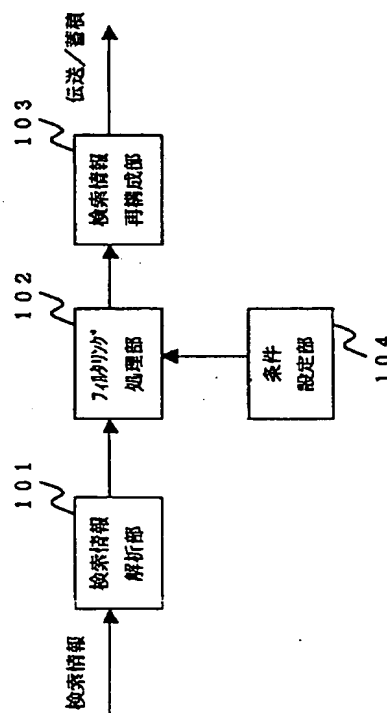 検索情報
101
検索情報
解析部
102
フィルタリング
処理部
103
検索情報
再構成部
伝送/蓄積
条件
設定部
104